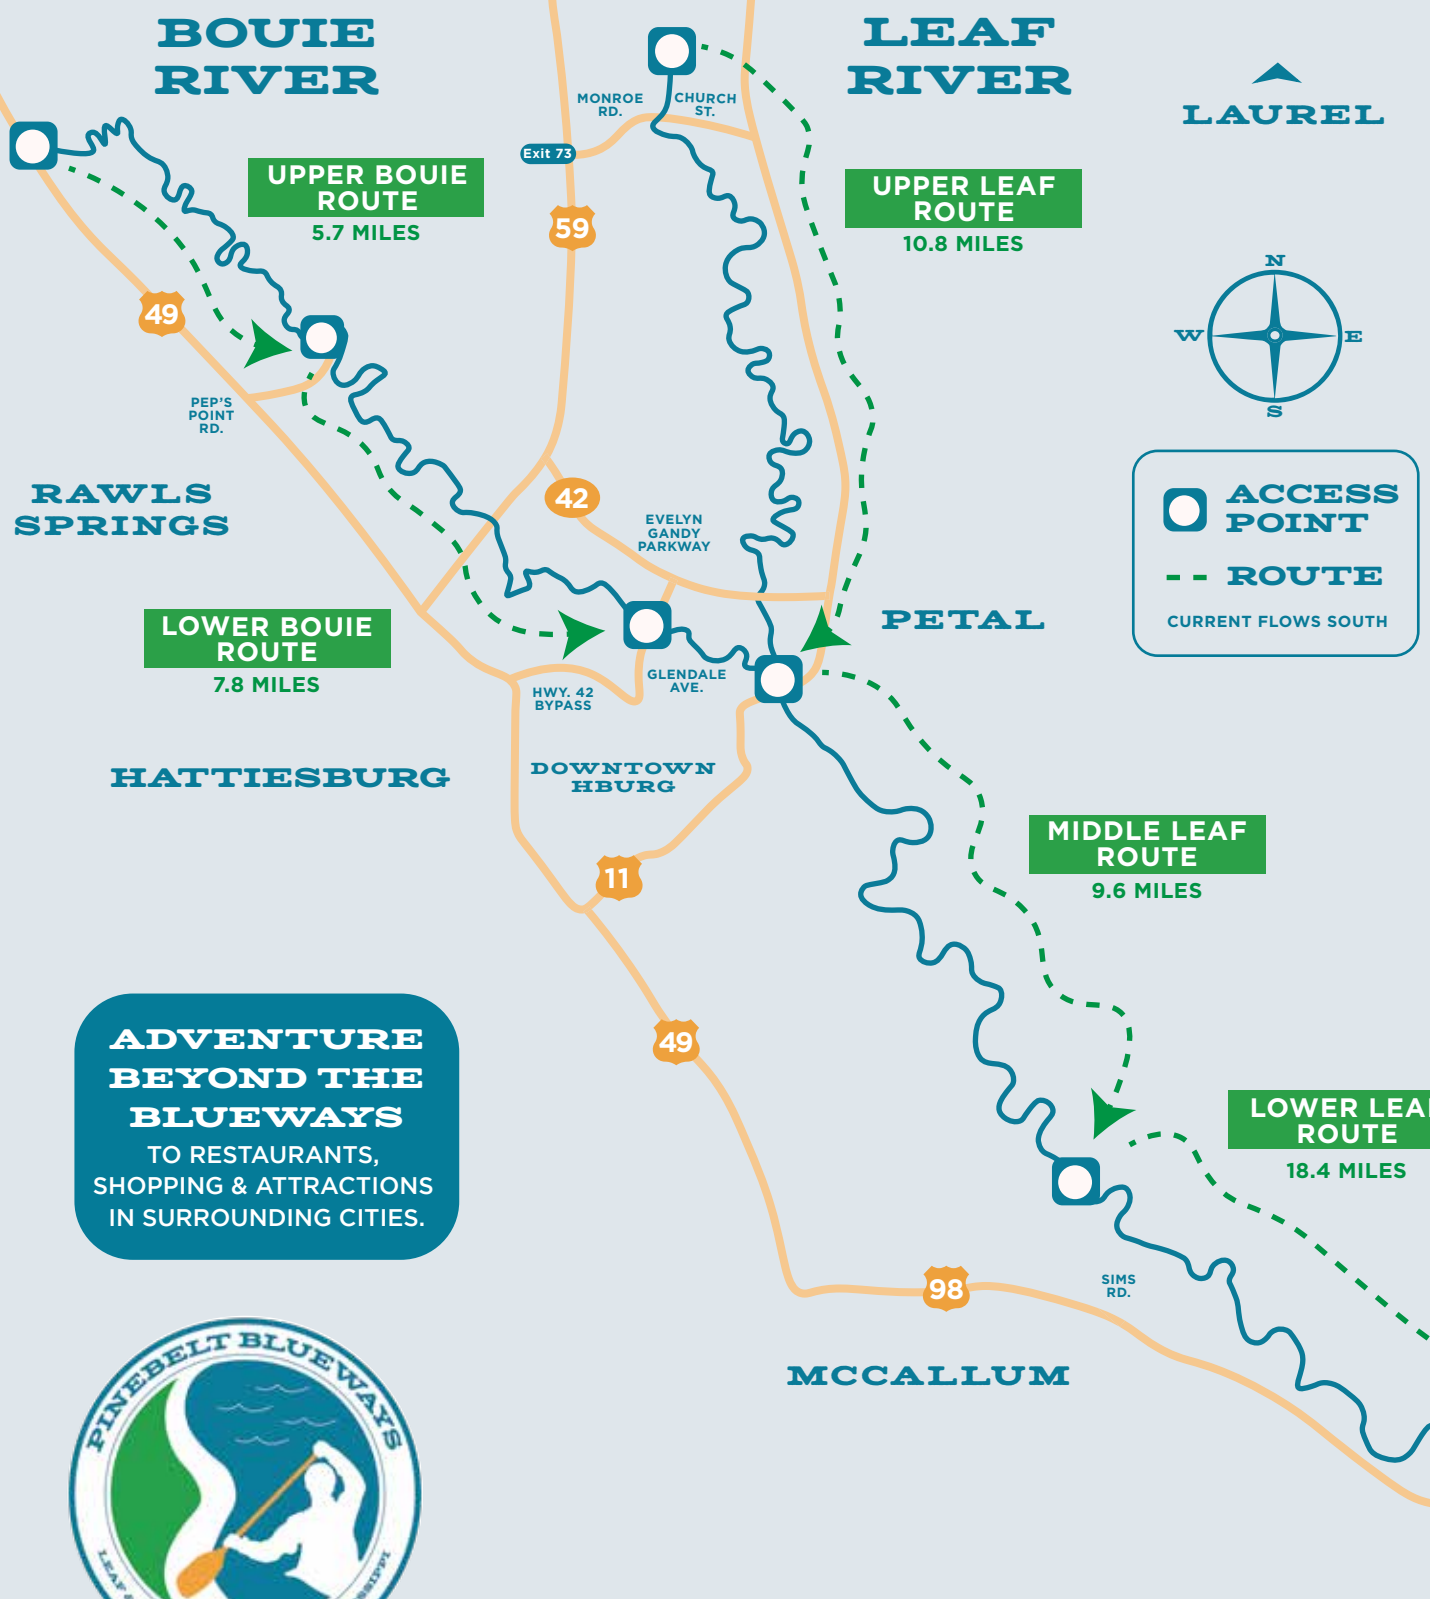 BOUIE
RIVER
LEAF
RIVER
LAUREL
MONROE
RD.
CHURCH
ST.
Exit 73
UPPER BOUIE
ROUTE
5.7 MILES
59
UPPER LEAF
ROUTE
10.8 MILES
N
W
E
S
49
PEP'S
POINT
RD.
RAWLS
SPRINGS
42
EVELYN
GANDY
PARKWAY
ACCESS
POINT
ROUTE
CURRENT FLOWS SOUTH
PETAL
LOWER BOUIE
ROUTE
7.8 MILES
HWY. 42
BYPASS
GLENDALE
AVE.
HATTIESBURG
DOWNTOWN
HBURG
MIDDLE LEAF
ROUTE
9.6 MILES
11
49
ADVENTURE
BEYOND THE
BLUEWAYS
TO RESTAURANTS,
SHOPPING & ATTRACTIONS
IN SURROUNDING CITIES.
LOWER LEA
ROUTE
18.4 MILES
98
SIMS
RD.
MCCALLUM
PINEBELT BLUEWAYS
LEAF
SSIPPI